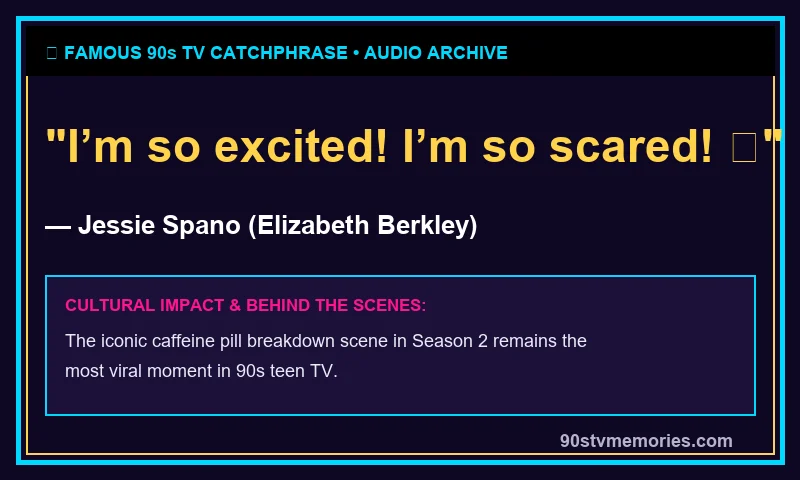 □ FAMOUS 90s TV CATCHPHRASE • AUDIO ARCHIVE
"I’m so excited! I’m so scared! □"
— Jessie Spano (Elizabeth Berkley)
CULTURAL IMPACT & BEHIND THE SCENES:
The iconic caffeine pill breakdown scene in Season 2 remains the
most viral moment in 90s teen TV.
90stvmemories.com